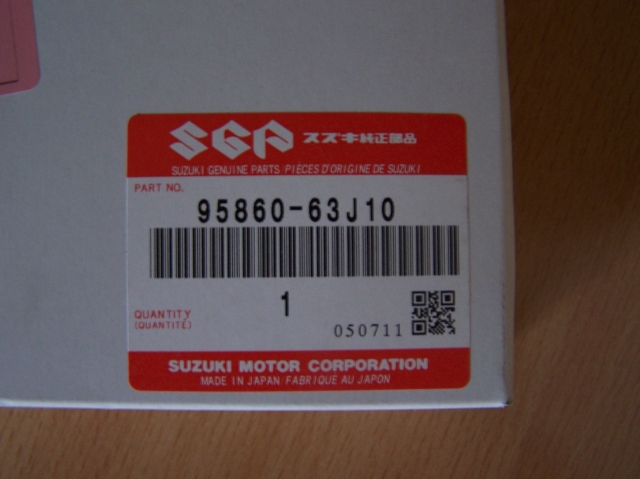 SGP スズキ純正部品
SUZUKI GENUINE PARTS / PIÈCES D'ORIGINE DE SUZUKI
PART NO.
95860-63J10
1
QUANTITY
(QUANTITÉ)
050711
SUZUKI MOTOR CORPORATION
MADE IN JAPAN FABRIQUE AU JAPON